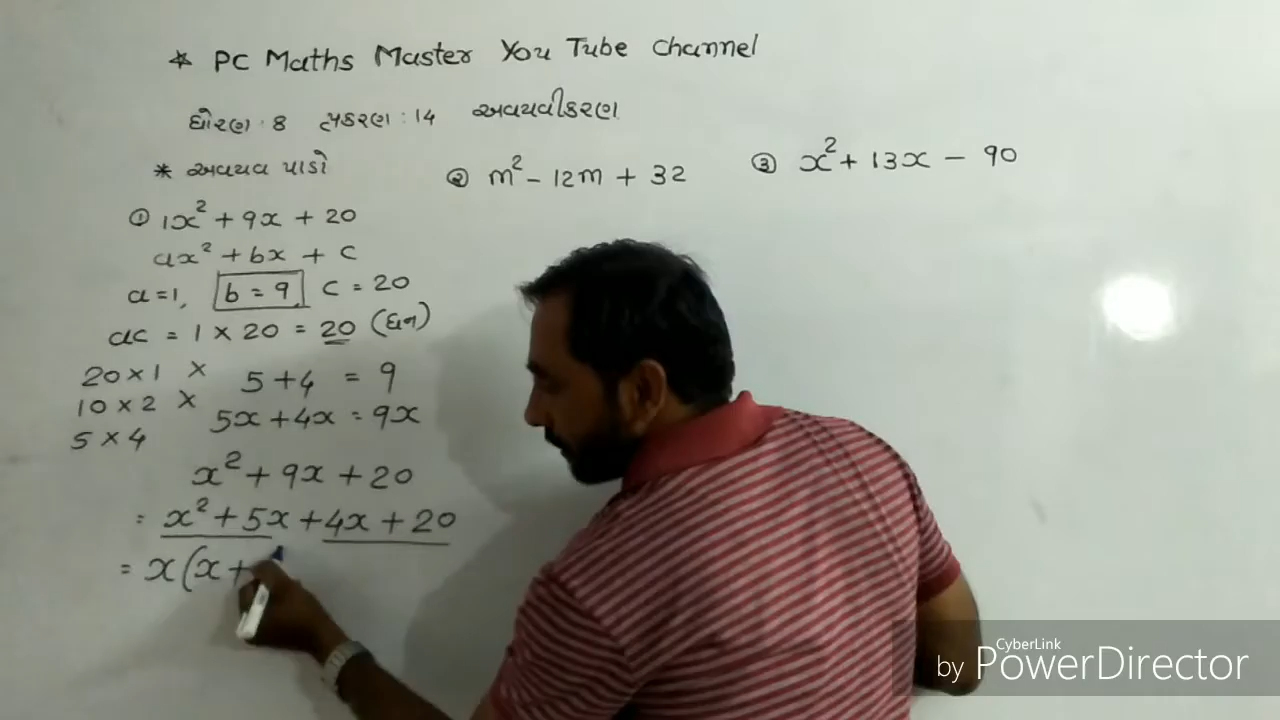 * PC Maths Master You Tube Channel
ધોરણ : 8 પ્રકરણ : 14 અવયવીકરણ
* અવયવ પાડો
① 1x² + 9x + 20
ax² + bx + c
a = 1, b = 9, c = 20
ac = 1 × 20 = 20 (ધન)
20 × 1 ×
10 × 2 ×
5 × 4
5 + 4 = 9
5x + 4x = 9x
x² + 9x + 20
= x² + 5x + 4x + 20
= x(x +
② m² - 12m + 32
③ x² + 13x - 90
by CyberLink PowerDirector